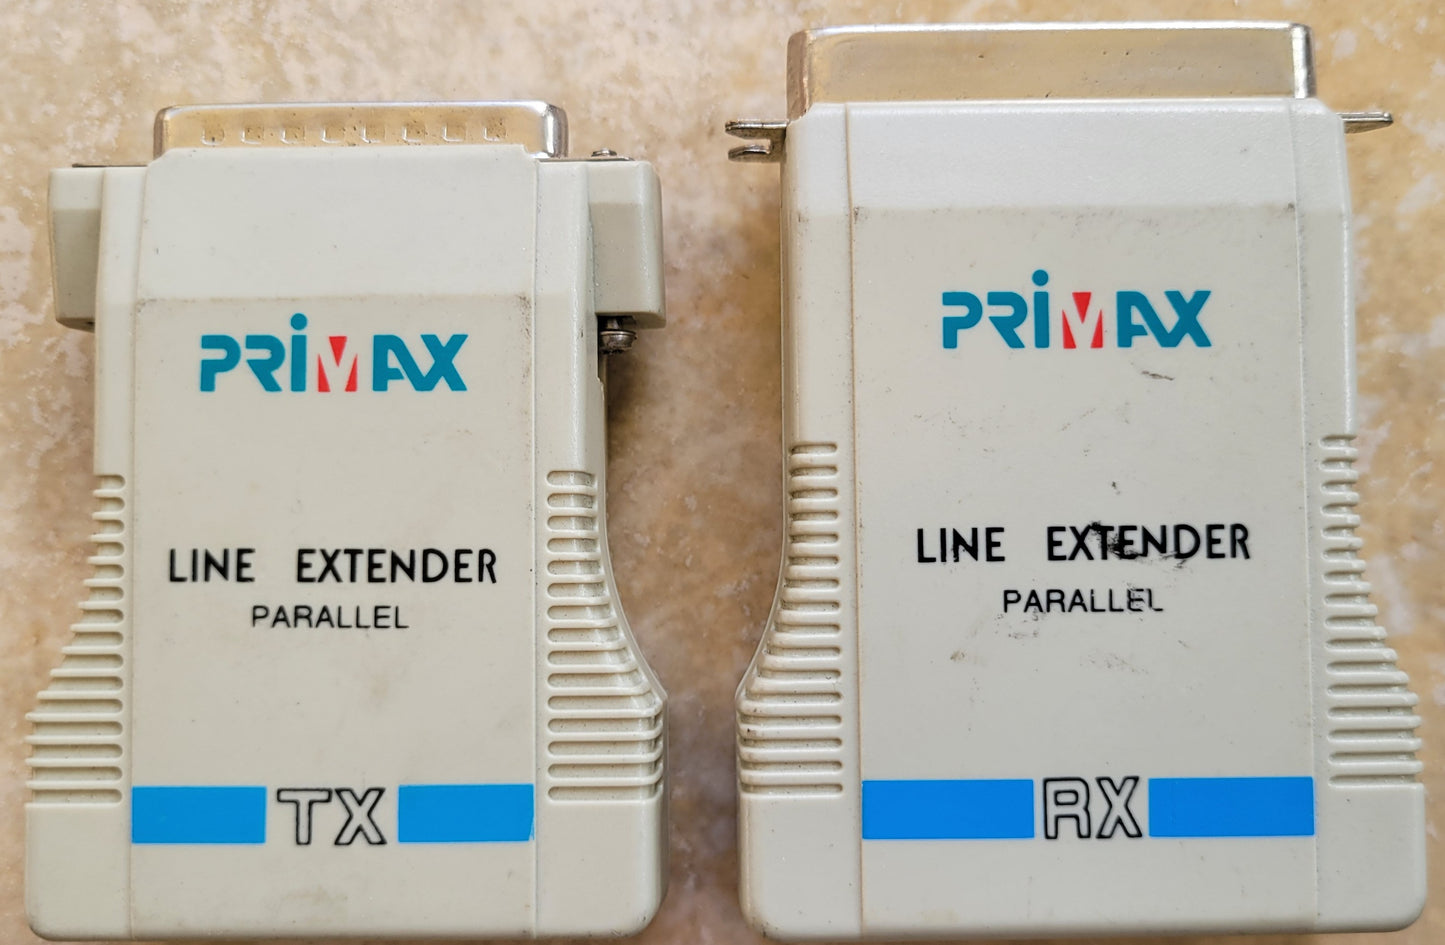 PRIMAX
LINE EXTENDER
PARALLEL
TX
PRIMAX
LINE EXTENDER
PARALLEL
RX